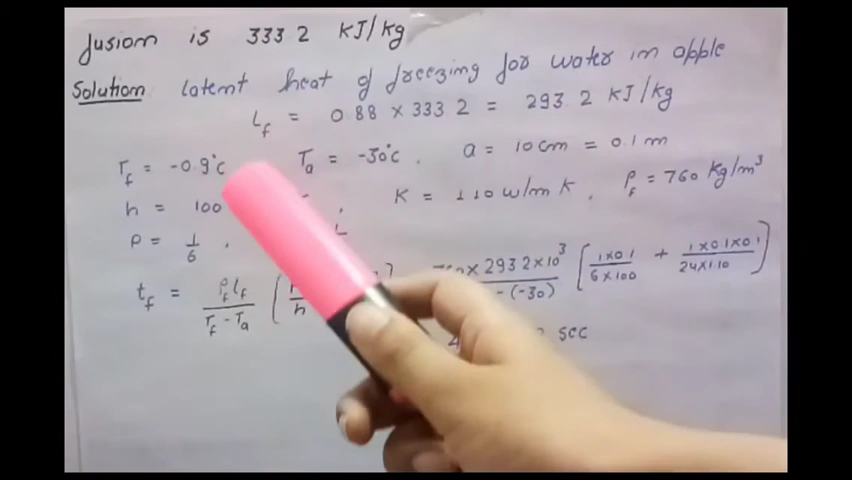 fusion is 333.2 KJ/kg
Solution latent heat of freezing for water in apple
Lf = 0.88 × 333.2 = 293.2 KJ/kg
Tf = -0.9°C Ta = -30°C. a = 10 cm = 0.1 m
h = 100 K = 1.10 W/m K. ρf = 760 Kg/m³
P = 1/6.
tf = ρf Lf / Tf - Ta [ h × 293.2 × 10³ - (-30) [ 1×0.1 / 6×100 + 1×0.1×0.1 / 24×1.10 ]
sec